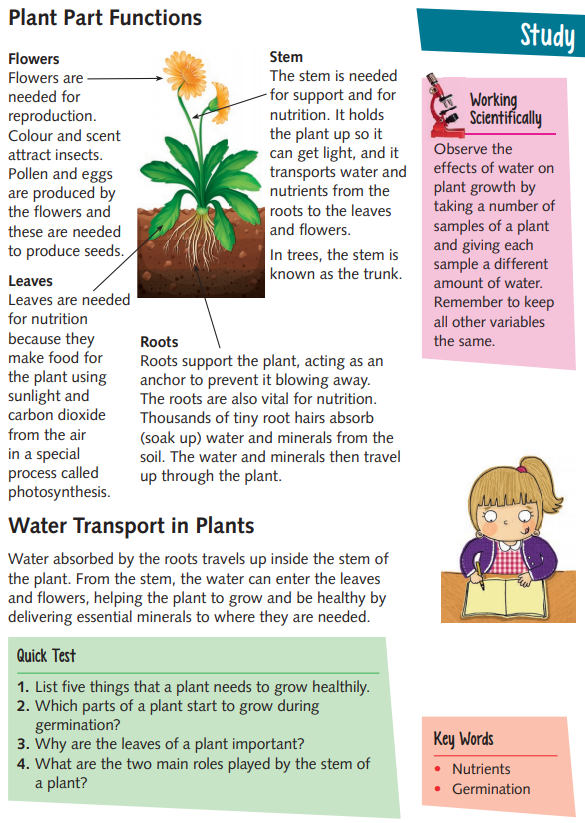 Plant Part Functions
Flowers
Flowers are
needed for
reproduction.
Colour and scent
attract insects.
Pollen and eggs
are produced by
the flowers and
these are needed
to produce seeds.
Leaves
Leaves are needed
for nutrition
because they
make food for
the plant using
sunlight and
carbon dioxide
from the air
in a special
process called
photosynthesis.
Stem
The stem is needed
for support and for
nutrition. It holds
the plant up so it
can get light, and it
transports water and
nutrients from the
roots to the leaves
and flowers.
In trees, the stem is
known as the trunk.
Roots
Roots support the plant, acting as an
anchor to prevent it blowing away.
The roots are also vital for nutrition.
Thousands of tiny root hairs absorb
(soak up) water and minerals from the
soil. The water and minerals then travel
up through the plant.
Water Transport in Plants
Water absorbed by the roots travels up inside the stem of
the plant. From the stem, the water can enter the leaves
and flowers, helping the plant to grow and be healthy by
delivering essential minerals to where they are needed.
Quick Test
1. List five things that a plant needs to grow healthily.
2. Which parts of a plant start to grow during
germination?
3. Why are the leaves of a plant important?
4. What are the two main roles played by the stem of
a plant?
Study
Working
Scientifically
Observe the
effects of water on
plant growth by
taking a number of
samples of a plant
and giving each
sample a different
amount of water.
Remember to keep
all other variables
the same.
Key Words
• Nutrients
• Germination